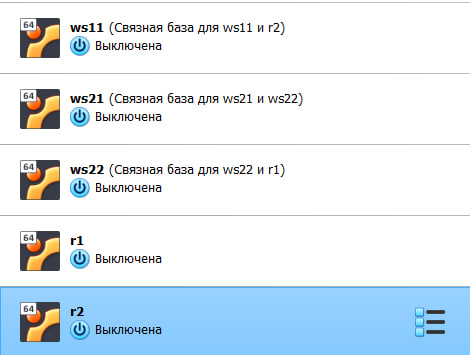 64
ws11 (Связная база для ws11 и r2)
Выключена
64
ws21 (Связная база для ws21 и ws22)
Выключена
64
ws22 (Связная база для ws22 и r1)
Выключена
64
r1
Выключена
64
r2
Выключена